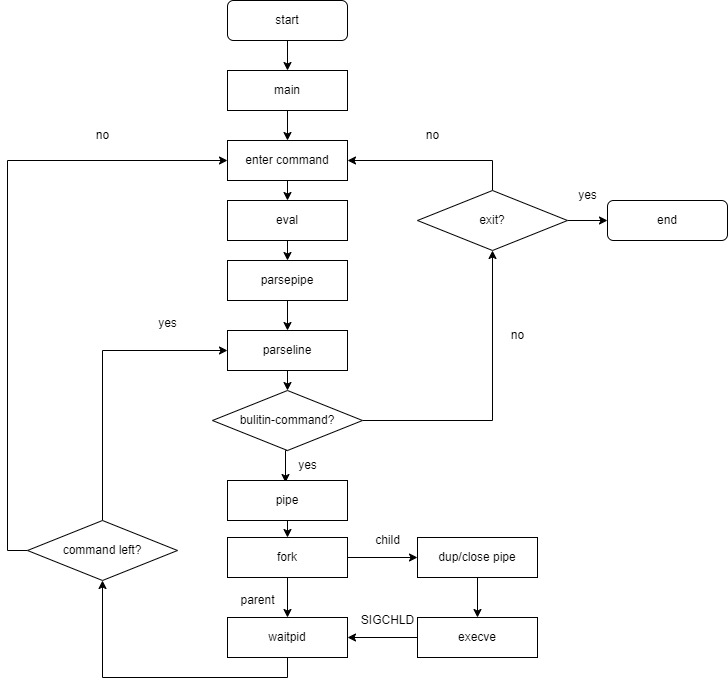 start
main
no
no
enter command
yes
eval
exit?
end
parsepipe
yes
no
parseline
bulitin-command?
yes
pipe
child
command left?
fork
dup/close pipe
parent
SIGCHLD
waitpid
execve